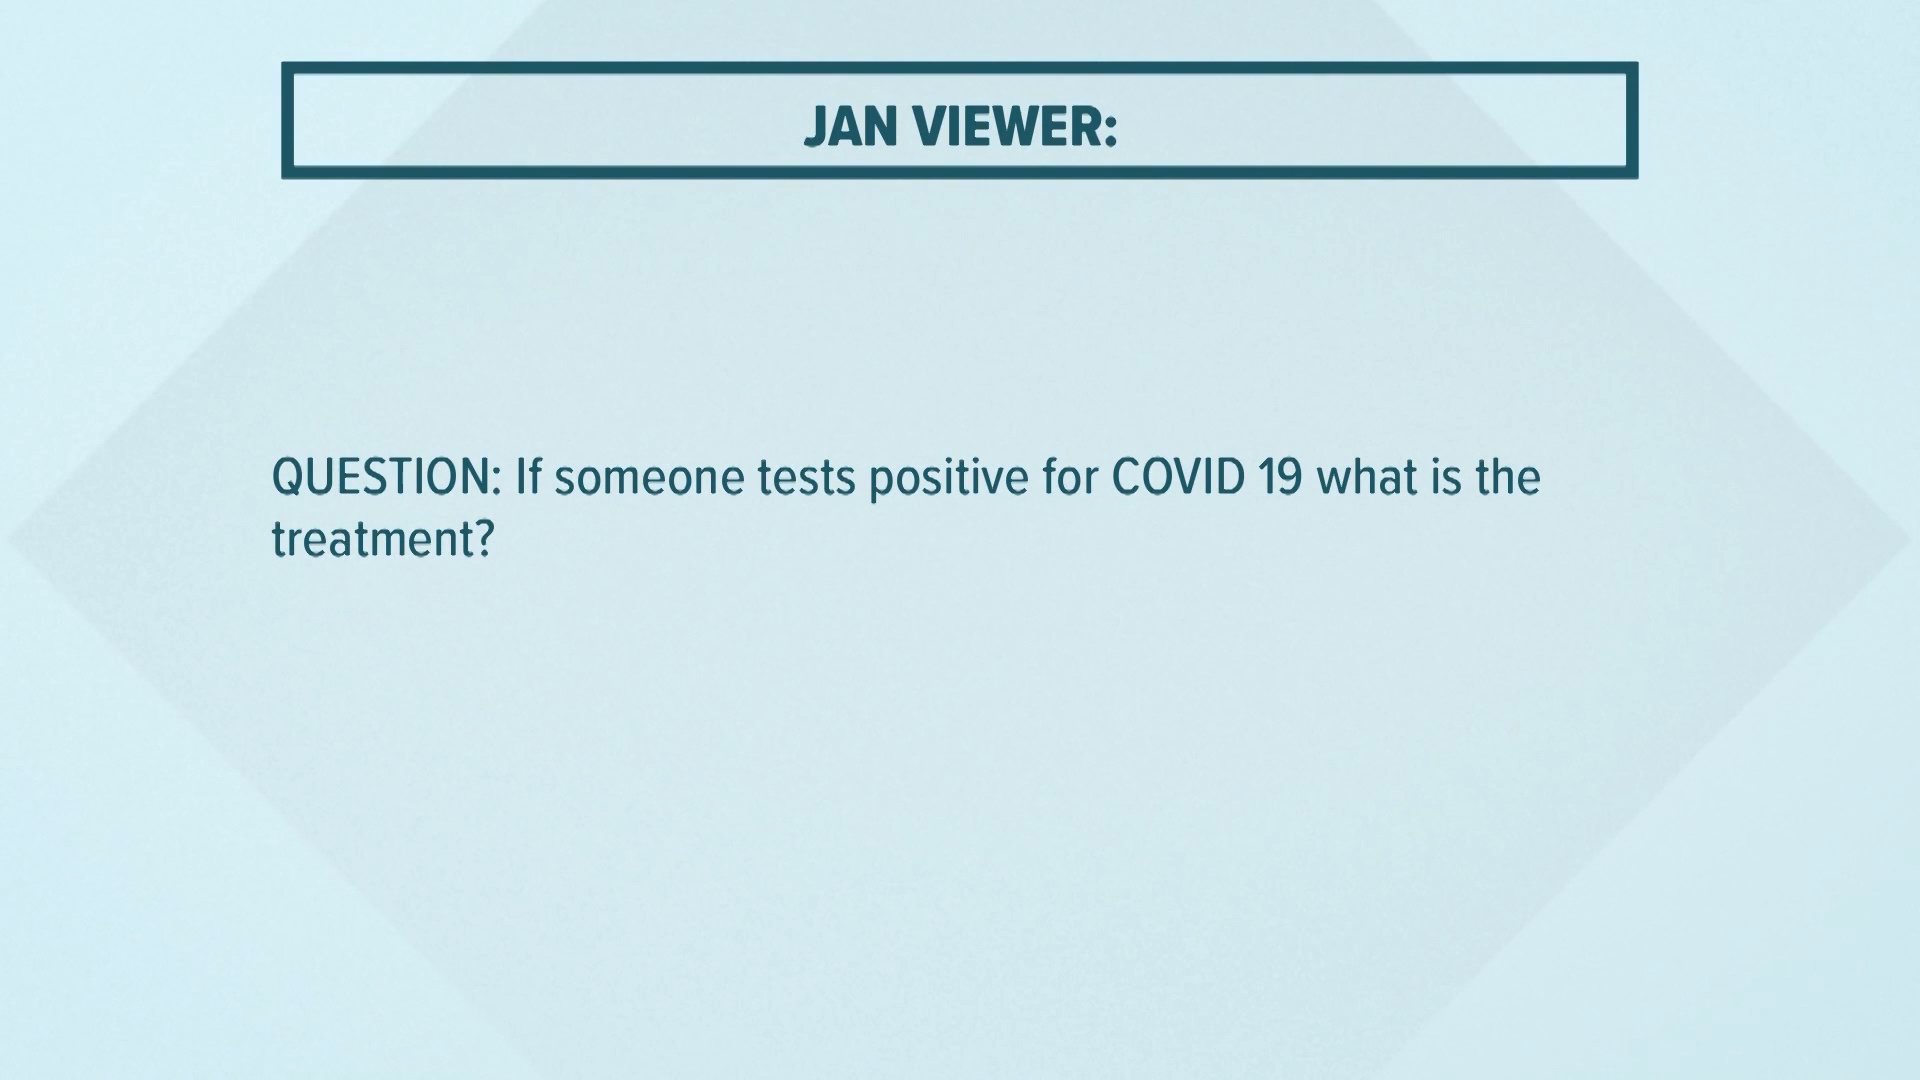 JAN VIEWER:
QUESTION: If someone tests positive for COVID 19 what is the
treatment?